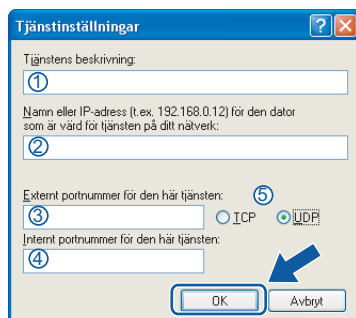 Tjänstinställningar
Tjänstens beskrivning:
①
Namn eller IP-adress (t.ex. 192.168.0.12) för den dator
som är värd för tjänsten på ditt nätverk:
②
Externt portnummer för den här tjänsten: ⑤
③ TCP UDP
Internt portnummer för den här tjänsten:
④
OK Avbryt